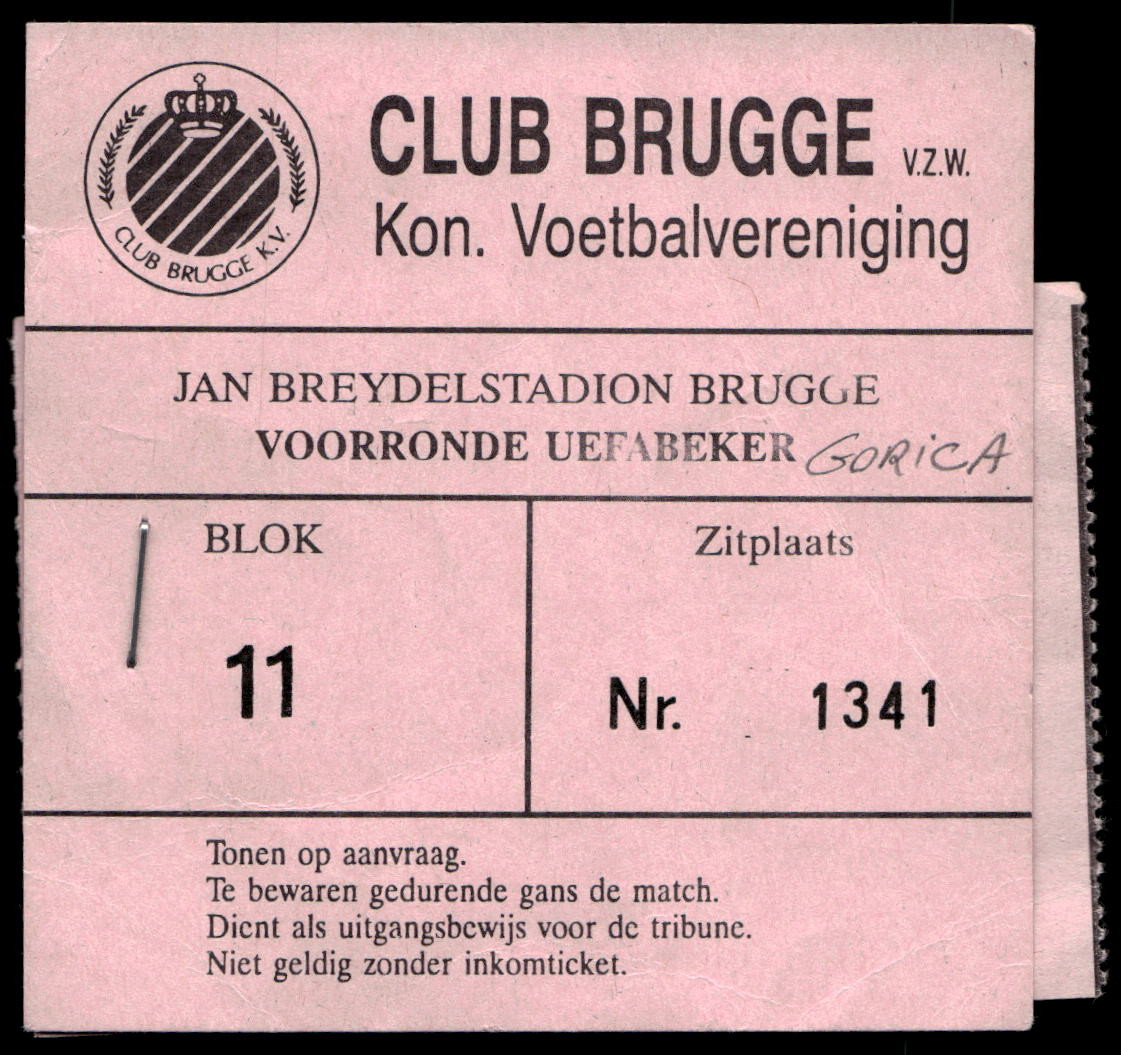 CLUB BRUGGE V.Z.W.
Kon. Voetbalvereniging
CLUB BRUGGE K.V.
JAN BREYDELSTADION BRUGGE
VOORRONDE UEFABEKER GORiCA
BLOK
11
Zitplaats
Nr. 1341
Tonen op aanvraag.
Te bewaren gedurende gans de match.
Dient als uitgangsbewijs voor de tribune.
Niet geldig zonder inkomticket.